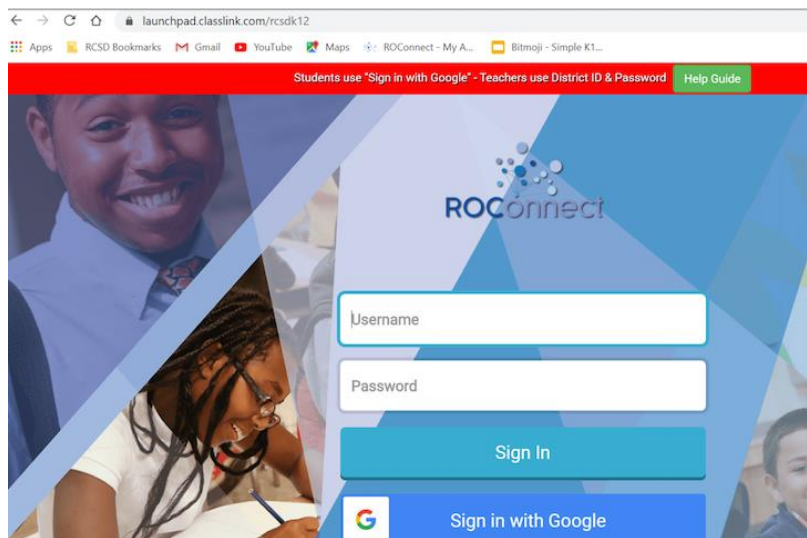 launchpad.classlink.com/rcsdk12
Apps RCSD Bookmarks Gmail YouTube Maps ROConnect - My A... Bitmoji - Simple K1...
Students use "Sign in with Google" - Teachers use District ID & Password Help Guide
ROConnect
Username
Password
Sign In
G Sign in with Google